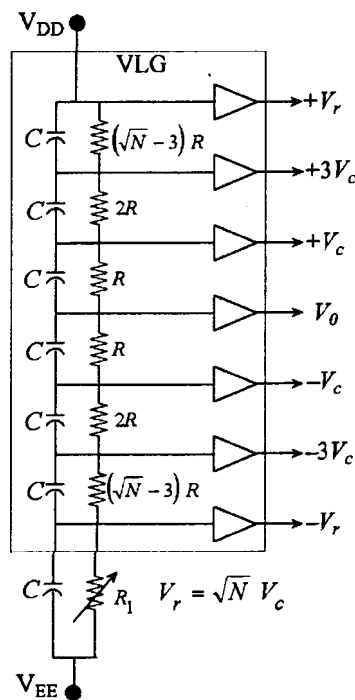 V_DD
VLG
+V_r
C
(√N − 3) R
+3V_c
C
2R
+V_c
C
R
V_0
C
R
−V_c
C
2R
−3V_c
C
(√N − 3) R
−V_r
C
R_1
V_r = √N V_c
V_EE